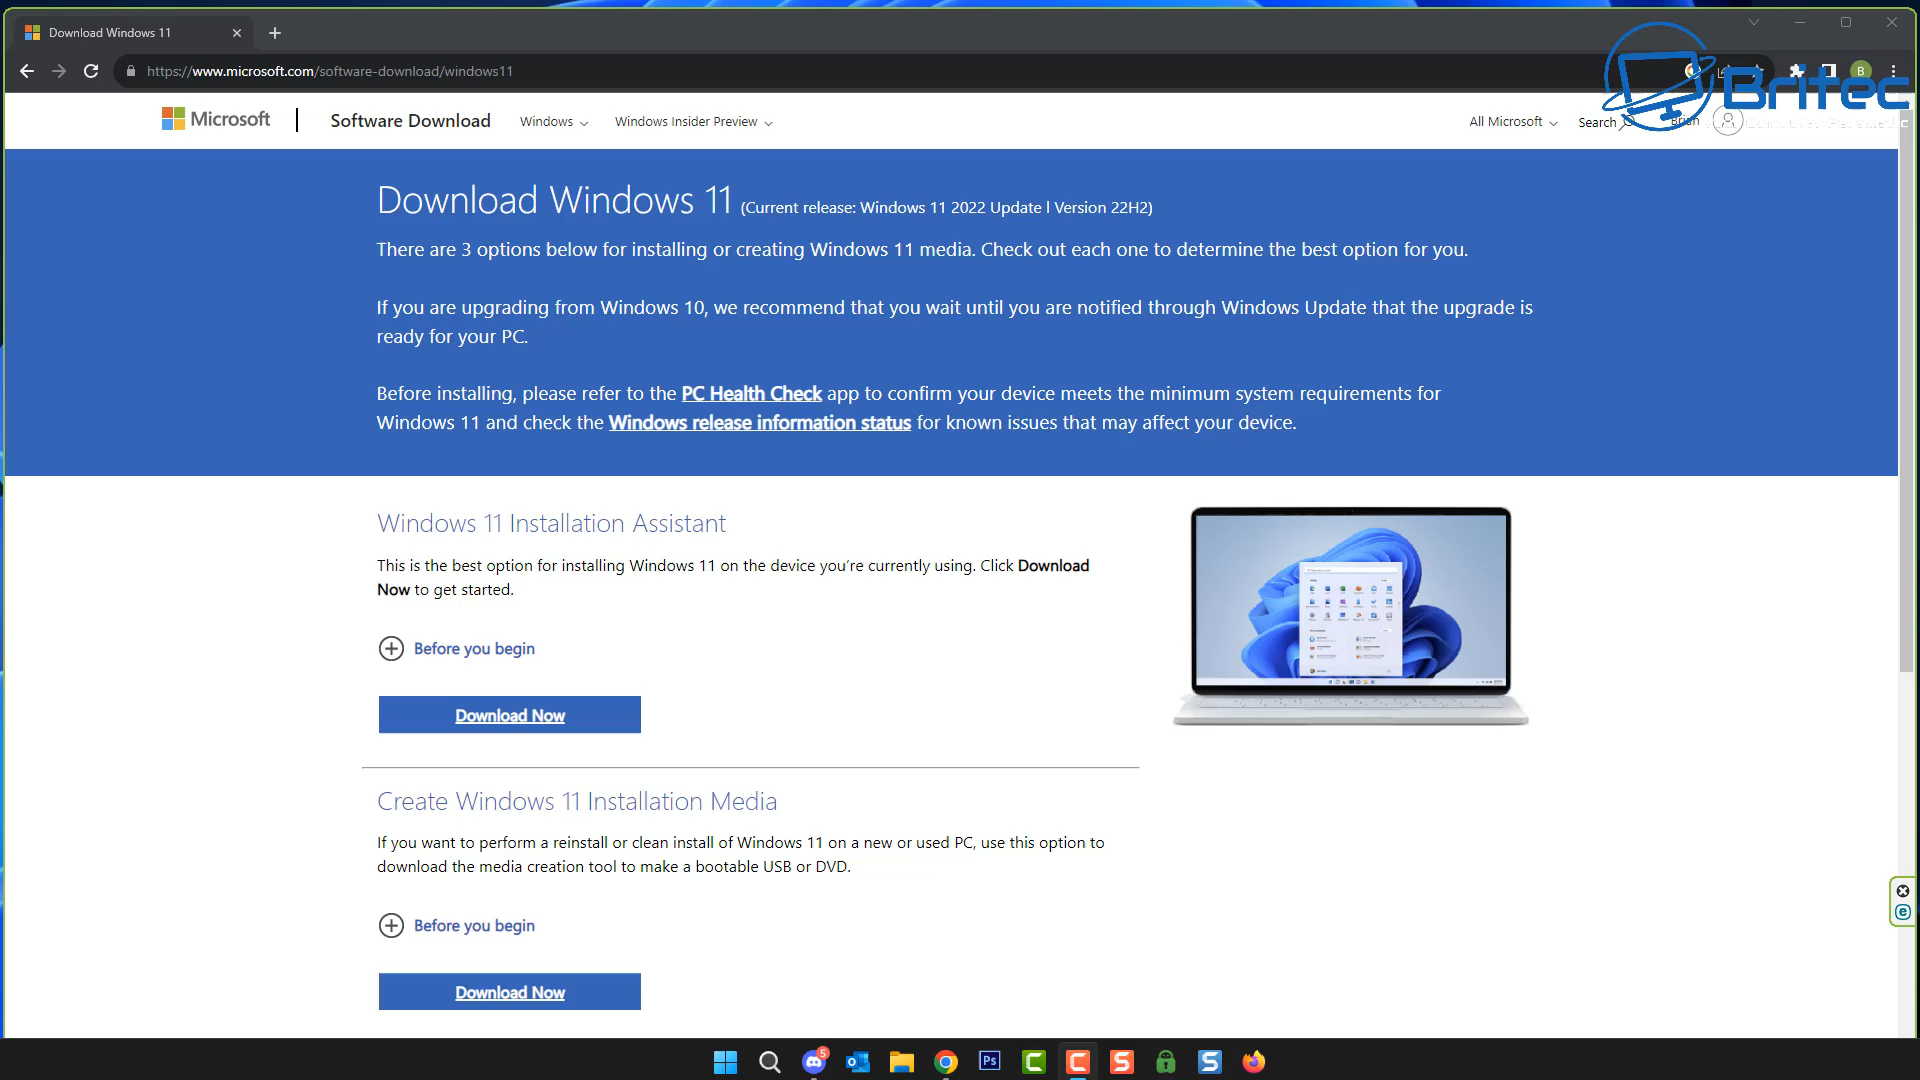 Download Windows 11
https://www.microsoft.com/software-download/windows11
B
Britec
Microsoft
Software Download
Windows
Windows Insider Preview
All Microsoft
Search
Brian
Download Windows 11 (Current release: Windows 11 2022 Update l Version 22H2)
There are 3 options below for installing or creating Windows 11 media. Check out each one to determine the best option for you.
If you are upgrading from Windows 10, we recommend that you wait until you are notified through Windows Update that the upgrade is
ready for your PC.
Before installing, please refer to the PC Health Check app to confirm your device meets the minimum system requirements for
Windows 11 and check the Windows release information status for known issues that may affect your device.
Windows 11 Installation Assistant
This is the best option for installing Windows 11 on the device you're currently using. Click Download
Now to get started.
Before you begin
Download Now
Create Windows 11 Installation Media
If you want to perform a reinstall or clean install of Windows 11 on a new or used PC, use this option to
download the media creation tool to make a bootable USB or DVD.
Before you begin
Download Now
5
Ps